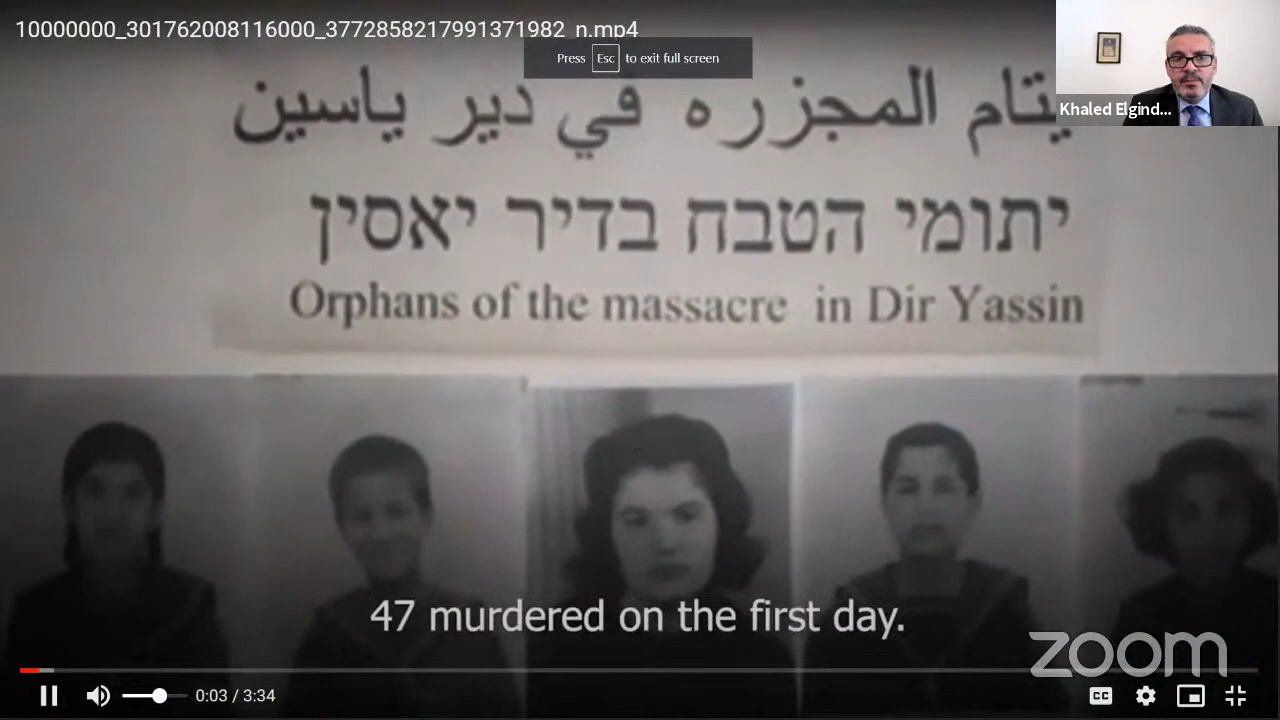 10000000_301762008116000_3772858217991371982_n.mp4
Press Esc to exit full screen
Khaled Elgind...
يتام المجزره في دير ياسين
יתומי הטבח בדיר יאסין
Orphans of the massacre in Dir Yassin
47 murdered on the first day.
zoom
0:03 / 3:34
CC